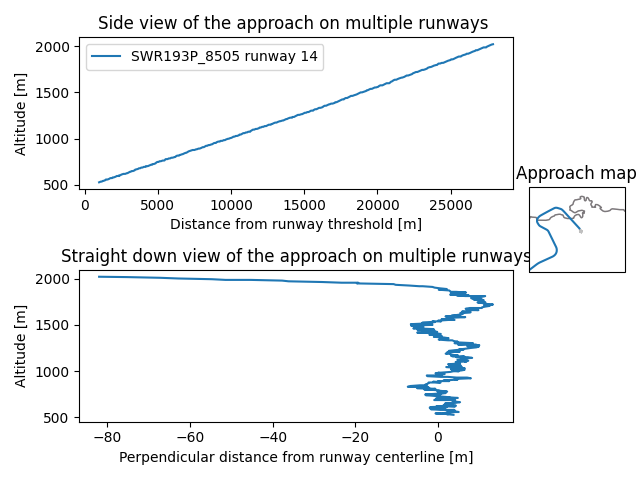 Side view of the approach on multiple runways
2000
1500
1000
500
Altitude [m]
SWR193P_8505 runway 14
0 5000 10000 15000 20000 25000
Distance from runway threshold [m]
Approach map
Straight down view of the approach on multiple runways
2000
1500
1000
500
Altitude [m]
−80 −60 −40 −20 0
Perpendicular distance from runway centerline [m]